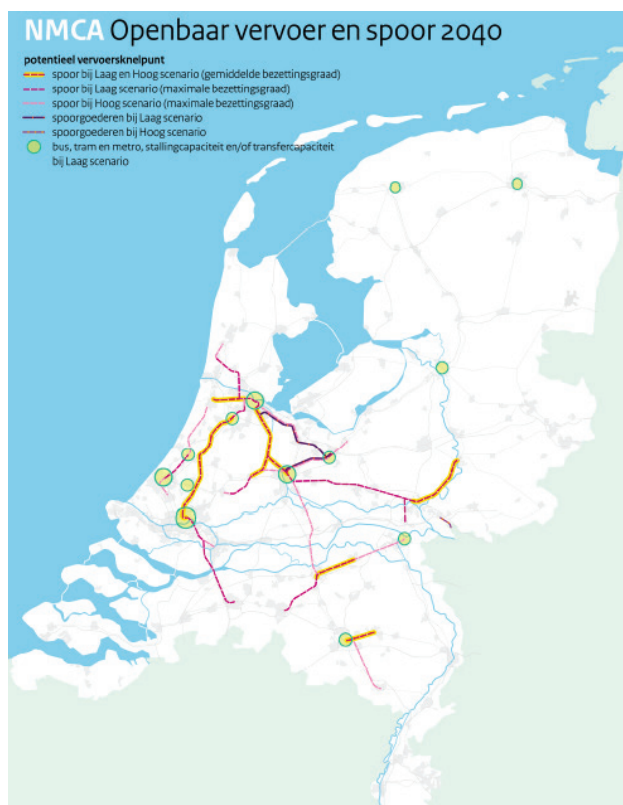 NMCA Openbaar vervoer en spoor 2040
potentieel vervoersknelpunt
spoor bij Laag en Hoog scenario (gemiddelde bezettingsgraad)
spoor bij Laag scenario (maximale bezettingsgraad)
spoor bij Hoog scenario (maximale bezettingsgraad)
spoorgoederen bij Laag scenario
spoorgoederen bij Hoog scenario
bus, tram en metro, stallingcapaciteit en/of transfercapaciteit
bij Laag scenario